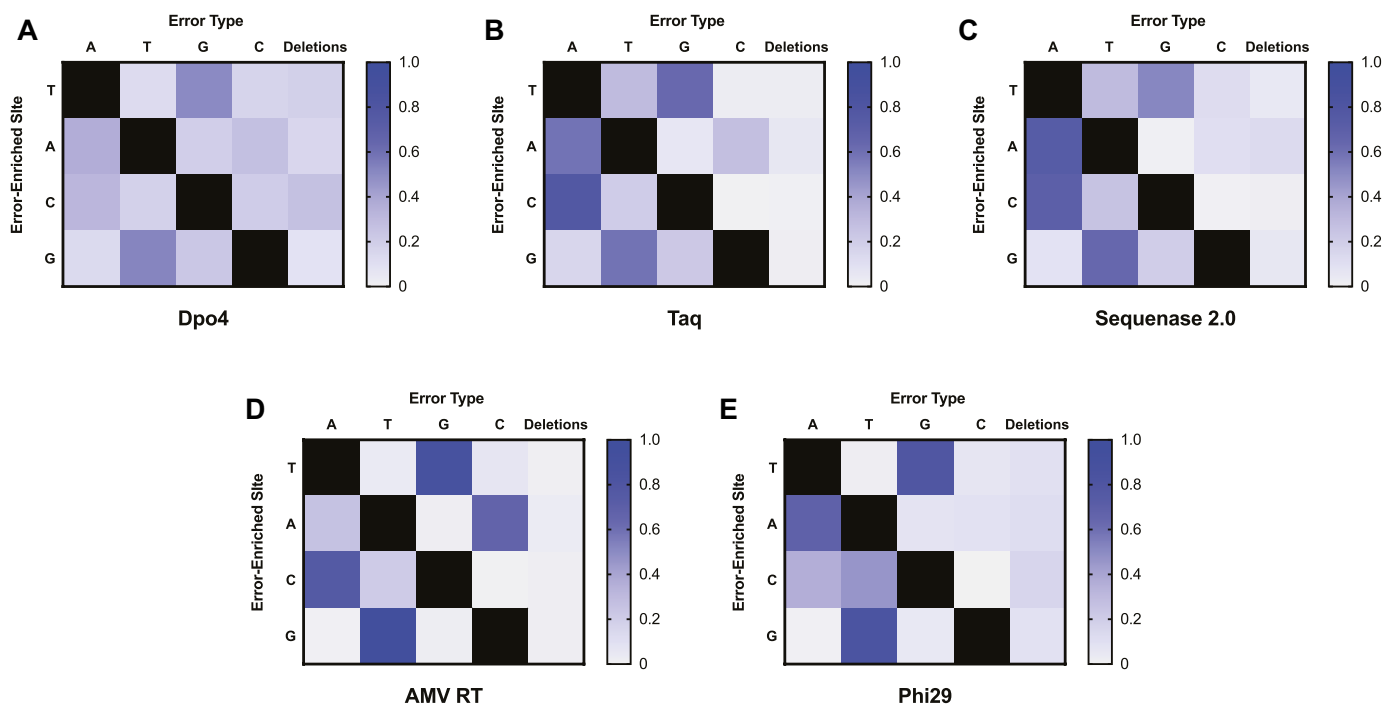 A
Error Type
A T G C Deletions
Error-Enriched SIte
T
A
C
G
1.0
0.8
0.6
0.4
0.2
0
Dpo4
B
Error Type
A T G C Deletions
Error-Enriched SIte
T
A
C
G
1.0
0.8
0.6
0.4
0.2
0
Taq
C
Error Type
A T G C Deletions
Error-Enriched SIte
T
A
C
G
1.0
0.8
0.6
0.4
0.2
0
Sequenase 2.0
D
Error Type
A T G C Deletions
Error-Enriched SIte
T
A
C
G
1.0
0.8
0.6
0.4
0.2
0
AMV RT
E
Error Type
A T G C Deletions
Error-Enriched SIte
T
A
C
G
1.0
0.8
0.6
0.4
0.2
0
Phi29